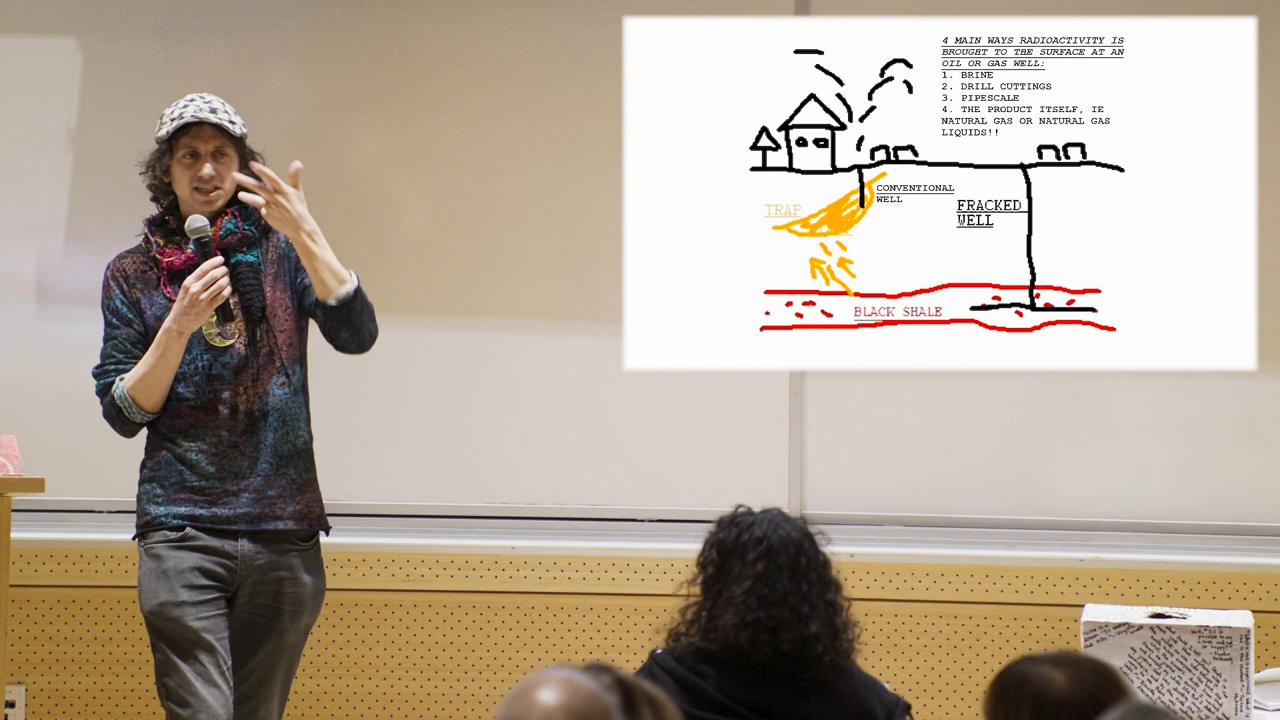 4 MAIN WAYS RADIOACTIVITY IS
BROUGHT TO THE SURFACE AT AN
OIL OR GAS WELL:
1. BRINE
2. DRILL CUTTINGS
3. PIPESCALE
4. THE PRODUCT ITSELF, IE
NATURAL GAS OR NATURAL GAS
LIQUIDS!!
CONVENTIONAL
WELL
TRAP
FRACKED
WELL
BLACK SHALE